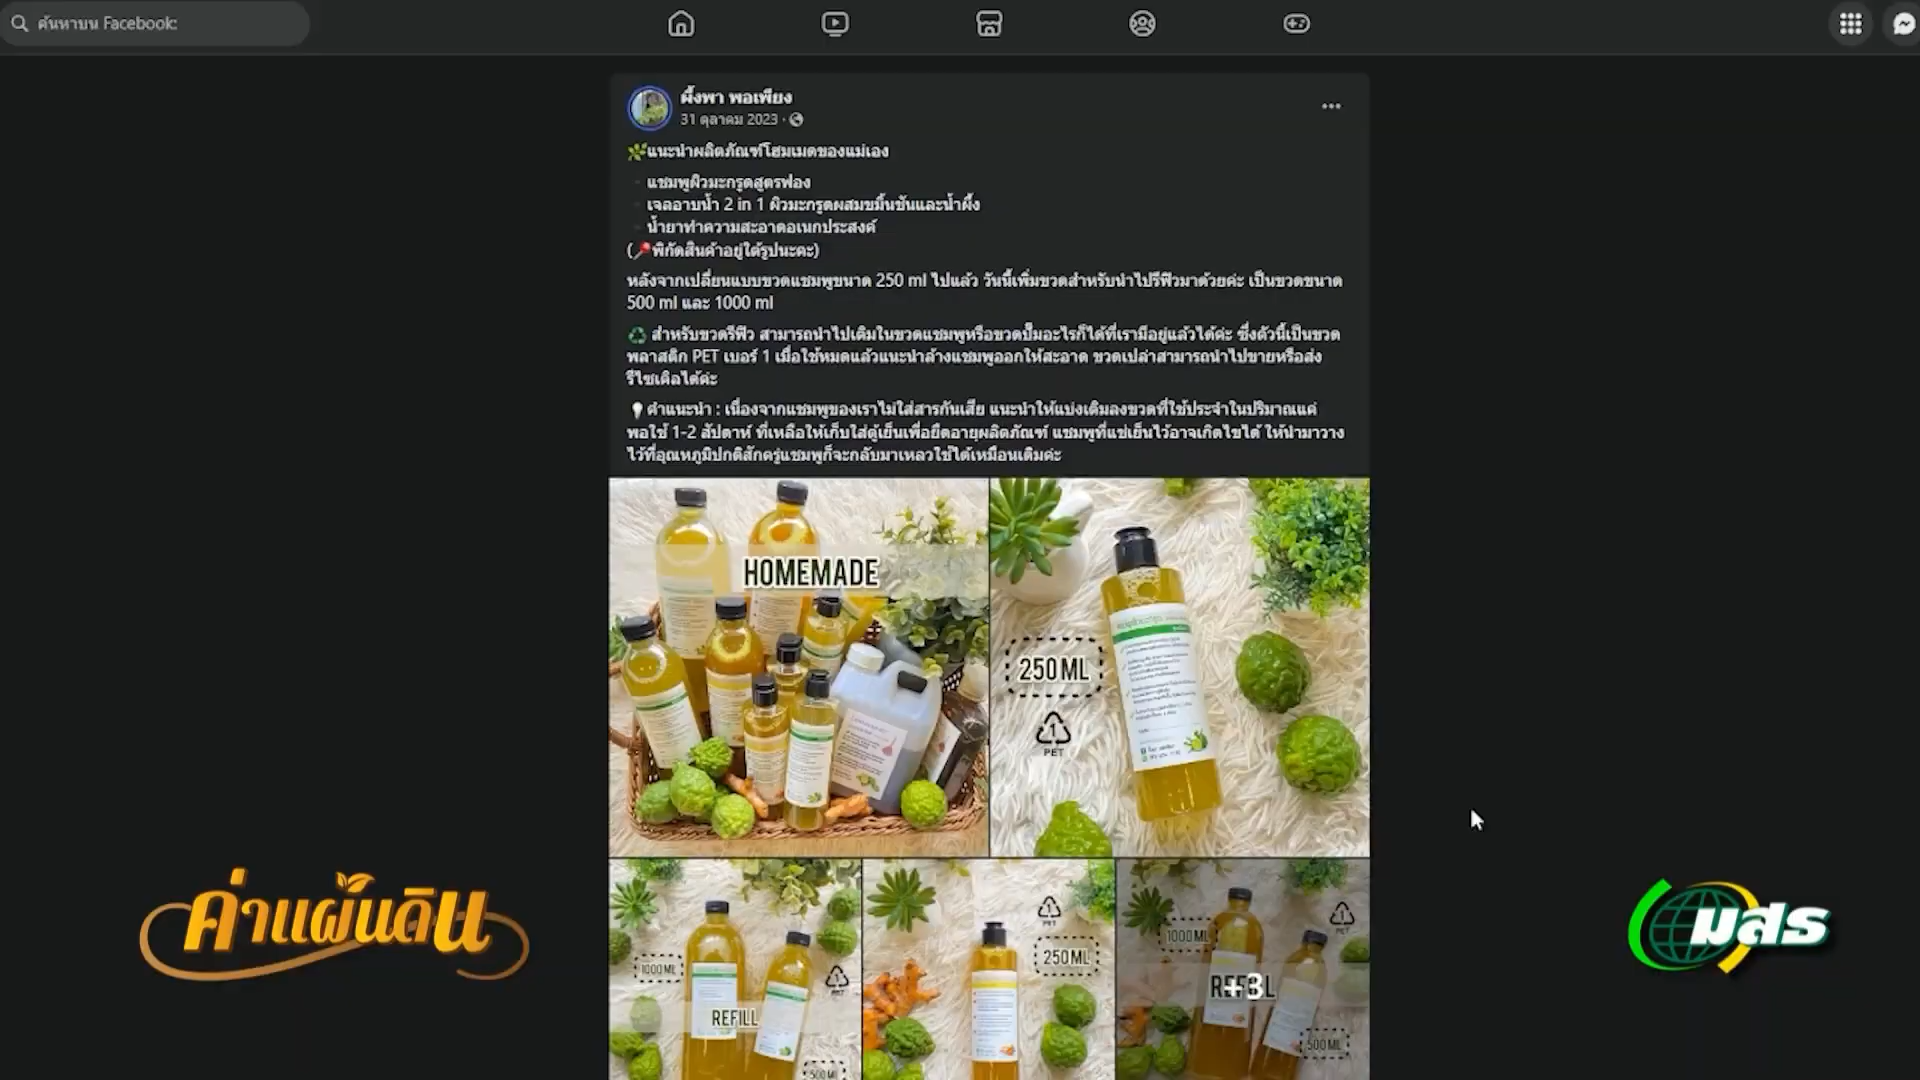 ค้นหาบน Facebook:
ผึ้งพา พอเพียง
31 ตุลาคม 2023
แนะนำผลิตภัณฑ์โฮมเมดของแม่เอง
แชมพูผิวมะกรูดสูตรฟอง
เจลอาบน้ำ 2 in 1 ผิวมะกรูดผสมขมิ้นชันและน้ำผึ้ง
น้ำยาทำความสะอาดอเนกประสงค์
(📍พิกัดสินค้าอยู่ใต้รูปนะคะ)
หลังจากเปลี่ยนแบบขวดแชมพูขนาด 250 ml ไปแล้ว วันนี้เพิ่มขวดสำหรับนำไปรีฟิวมาด้วยค่ะ เป็นขวดขนาด
500 ml และ 1000 ml
สำหรับขวดรีฟิว สามารถนำไปเติมในขวดแชมพูหรือขวดปั๊มอะไรก็ได้ที่เรามีอยู่แล้วได้ค่ะ ซึ่งตัวนี้เป็นขวด
พลาสติก PET เบอร์ 1 เมื่อใช้หมดแล้วแนะนำล้างแชมพูออกให้สะอาด ขวดเปล่าสามารถนำไปขายหรือส่ง
รีไซเคิลได้ค่ะ
คำแนะนำ : เนื่องจากแชมพูของเราไม่ใส่สารกันเสีย แนะนำให้แบ่งเติมลงขวดที่ใช้ประจำในปริมาณแค่
พอใช้ 1-2 สัปดาห์ ที่เหลือให้เก็บใส่ตู้เย็นเพื่อยืดอายุผลิตภัณฑ์ แชมพูที่แช่เย็นไว้อาจเกิดไขได้ ให้นำมาวาง
ไว้ที่อุณหภูมิปกติสักครู่แชมพูก็จะกลับมาเหลวใช้ได้เหมือนเดิมค่ะ
HOMEMADE
250 ML
1
PET
1000 ML
REFILL
500 ML
1
PET
250 ML
1000 ML
REFILL
+3
500 ML
ค่าแผ่นดิน
มสธ